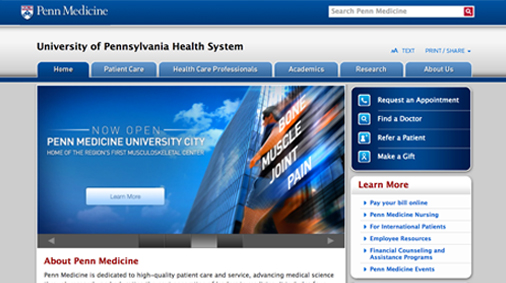 Penn Medicine
Search Penn Medicine
University of Pennsylvania Health System
AA TEXT PRINT / SHARE
Home Patient Care Health Care Professionals Academics Research About Us
NOW OPEN:
PENN MEDICINE UNIVERSITY CITY
HOME OF THE REGION'S FIRST MUSCULOSKELETAL CENTER
Learn More
BONE
MUSCLE
JOINT
PAIN
Request an Appointment
Find a Doctor
Refer a Patient
Make a Gift
Learn More
Pay your bill online
Penn Medicine Nursing
For International Patients
Employee Resources
Financial Counseling and
Assistance Programs
Penn Medicine Events
About Penn Medicine
Penn Medicine is dedicated to high-quality patient care and service, advancing medical science